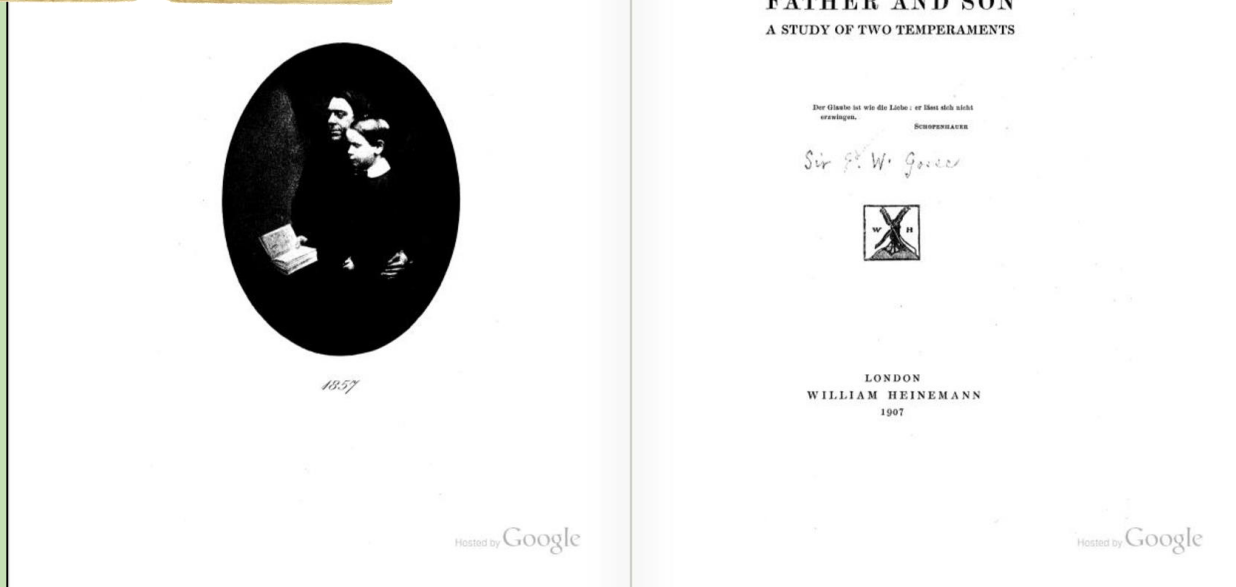 1857
Hosted by Google
FATHER AND SON
A STUDY OF TWO TEMPERAMENTS
Der Glaube ist wie die Liebe : er lässt sich nicht
erzwingen.
SCHOPENHAUER
Sir W. Gosse
W H
LONDON
WILLIAM HEINEMANN
1907
Hosted by Google